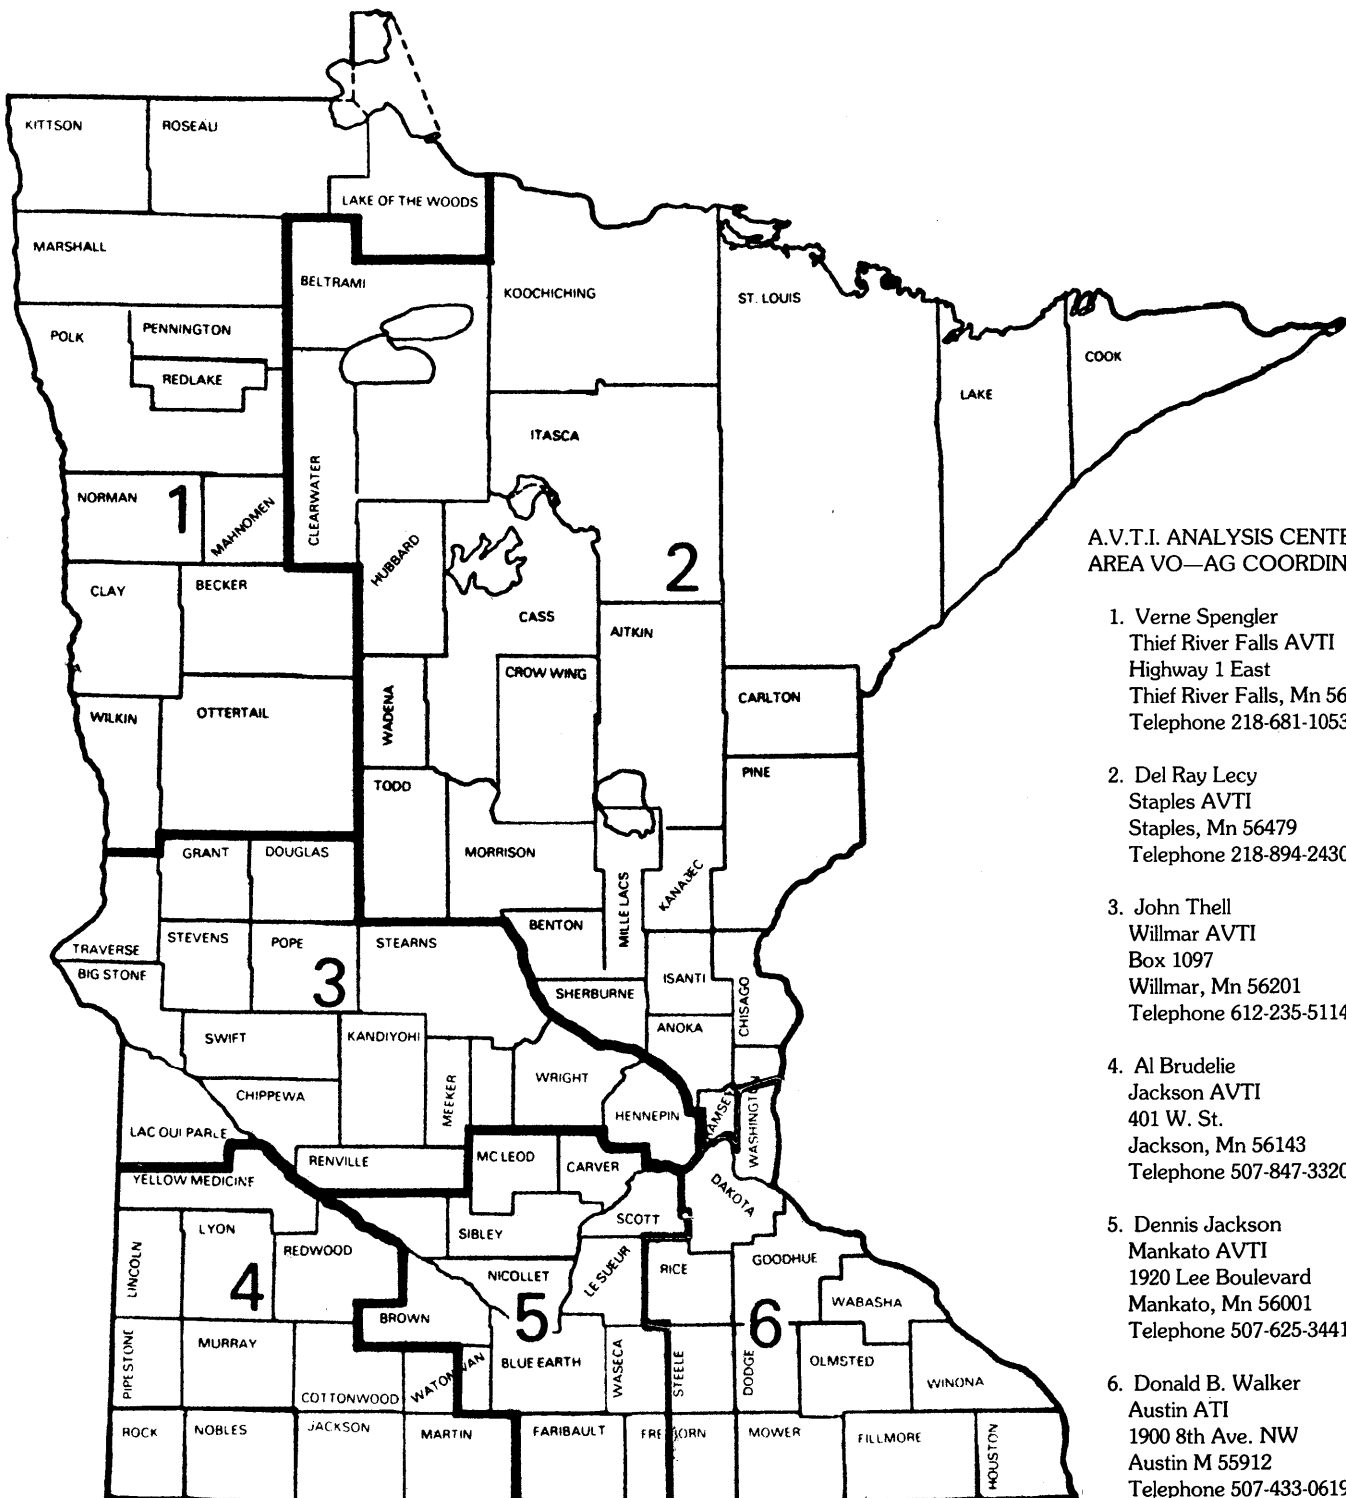 KITTSON
ROSEAU
LAKE OF THE WOODS
MARSHALL
BELTRAMI
KOOCHICHING
ST. LOUIS
POLK
PENNINGTON
REDLAKE
COOK
LAKE
ITASCA
CLEARWATER
NORMAN
1
MAHNOMEN
HUBBARD
2
CLAY
BECKER
CASS
AITKIN
CROW WING
WADENA
CARLTON
WILKIN
OTTERTAIL
PINE
TODD
GRANT
DOUGLAS
MORRISON
KANAJEC
MILLE LACS
BENTON
STEVENS
POPE
STEARNS
TRAVERSE
BIG STONE
3
ISANTI
SHERBURNE
CHISAGO
ANOKA
SWIFT
KANDIYOHI
WRIGHT
MEEKER
CHIPPEWA
HENNEPIN
RAMSEY
WASHINGTON
LAC QUI PARLE
RENVILLE
MC LEOD
CARVER
YELLOW MEDICINE
DAKOTA
LYON
SIBLEY
SCOTT
REDWOOD
LINCOLN
NICOLLET
LE SUEUR
RICE
GOODHUE
4
5
6
WABASHA
BROWN
PIPESTONE
MURRAY
BLUE EARTH
WASECA
STEELE
DODGE
OLMSTED
WINONA
COTTONWOOD
WATONWAN
ROCK
NOBLES
JACKSON
MARTIN
FARIBAULT
FREEBORN
MOWER
FILLMORE
HOUSTON
A.V.T.I. ANALYSIS CENTE
AREA VO—AG COORDIN
1. Verne Spengler
Thief River Falls AVTI
Highway 1 East
Thief River Falls, Mn 56
Telephone 218-681-1053
2. Del Ray Lecy
Staples AVTI
Staples, Mn 56479
Telephone 218-894-2430
3. John Thell
Willmar AVTI
Box 1097
Willmar, Mn 56201
Telephone 612-235-5114
4. Al Brudelie
Jackson AVTI
401 W. St.
Jackson, Mn 56143
Telephone 507-847-3320
5. Dennis Jackson
Mankato AVTI
1920 Lee Boulevard
Mankato, Mn 56001
Telephone 507-625-3441
6. Donald B. Walker
Austin ATI
1900 8th Ave. NW
Austin M 55912
Telephone 507-433-0619